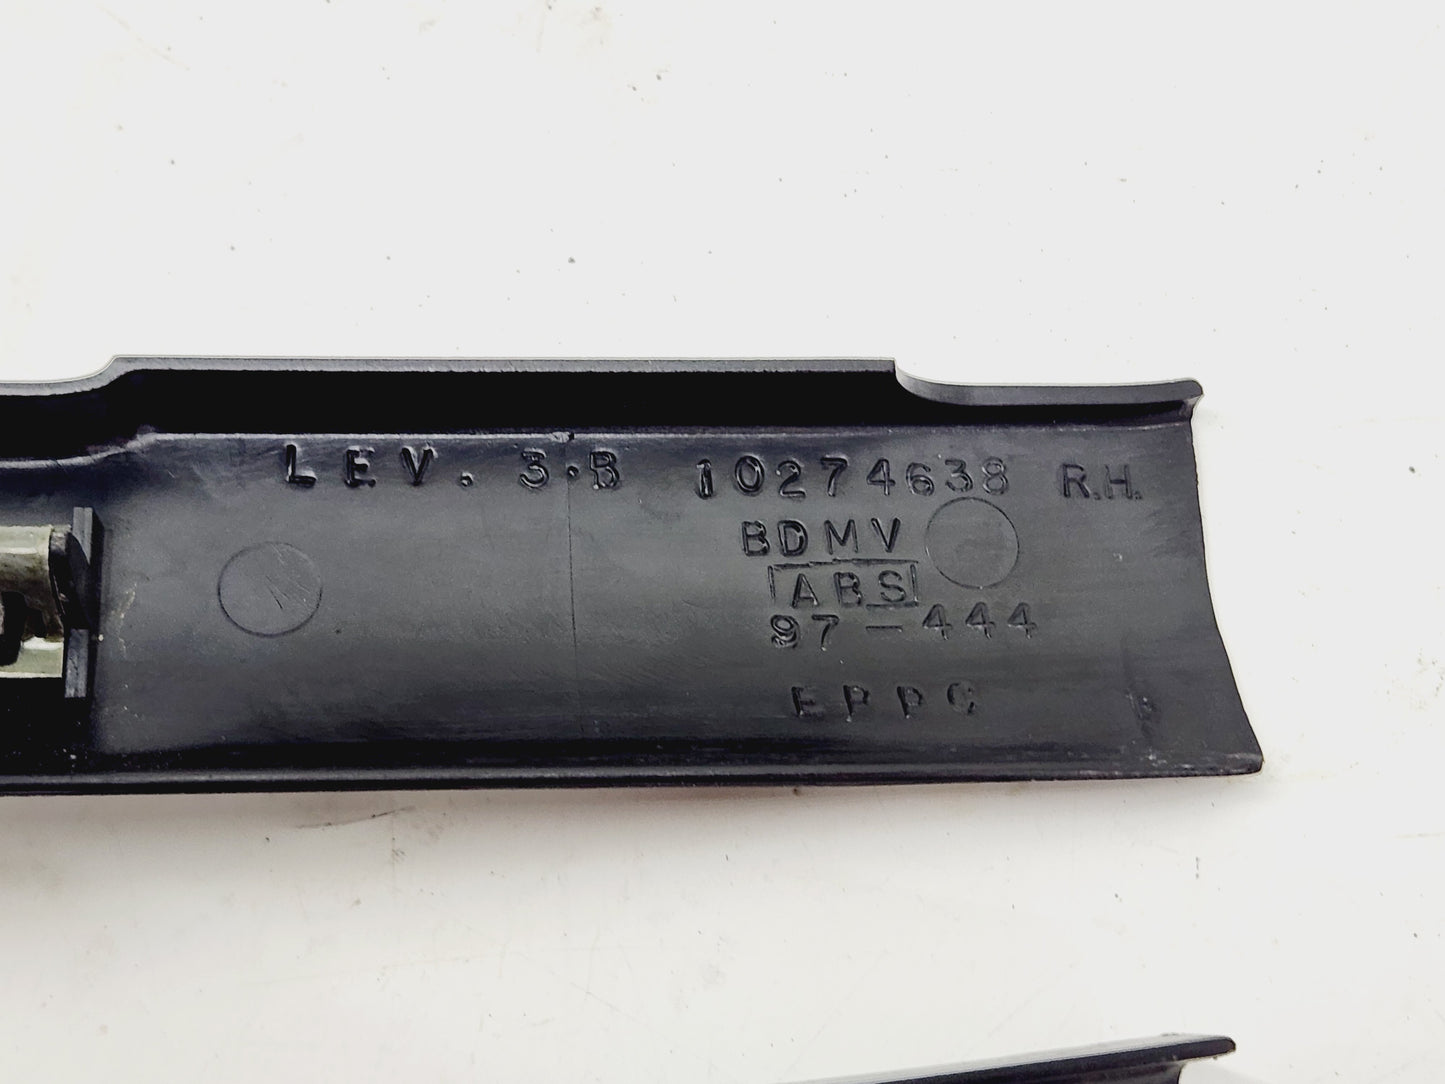 LEV. 3.B 10274638 R.H.
BDMV
ABS
97-444
EPPC